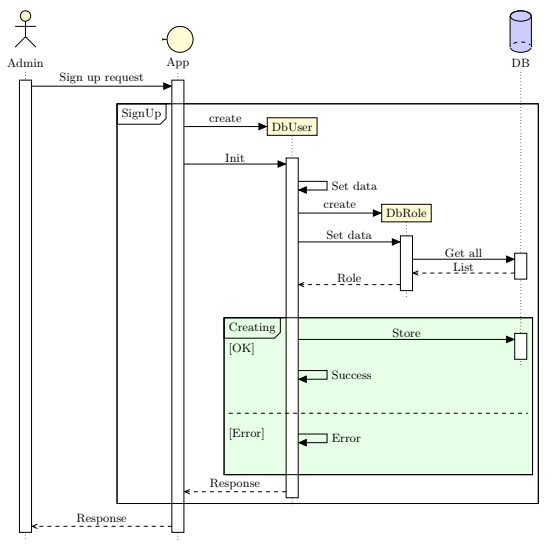 Admin
App
DB
Sign up request
SignUp
create
DbUser
Init
Set data
create
DbRole
Set data
Get all
List
Role
Creating
Store
[OK]
Success
[Error]
Error
Response
Response